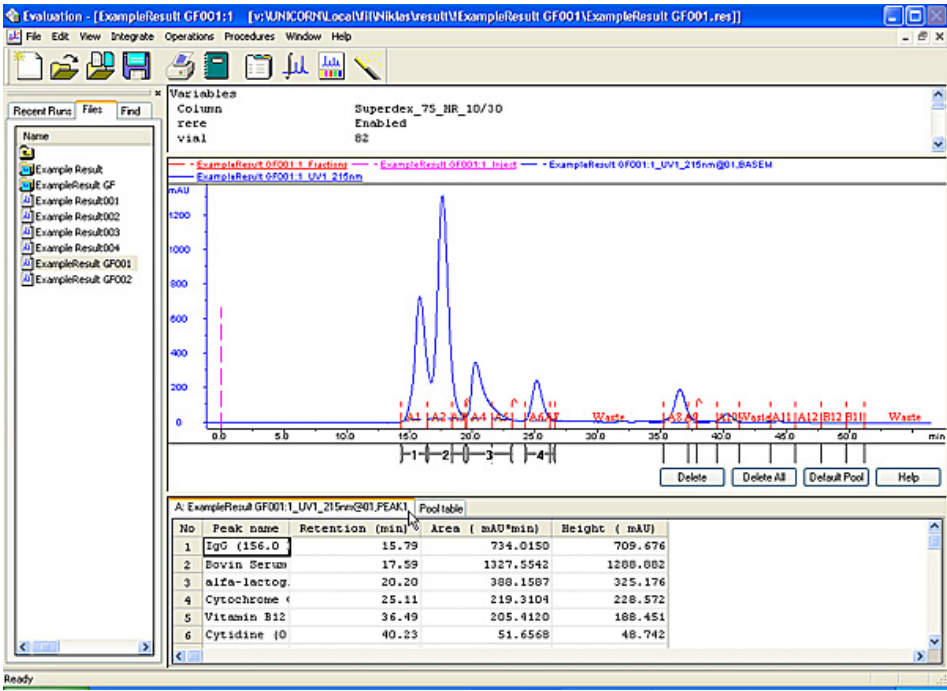 Evaluation - [ExampleResult GF001:1 [v:\UNICORN\Local\fil\Niklas\result\!ExampleResult GF001\ExampleResult GF001.res]]
File Edit View Integrate Operations Procedures Window Help
Variables
Column Superdex_75_HR_10/30
rere Enabled
vial 82
Recent Runs Files Find
Name
Example Result
ExampleResult GF
Example Result001
Example Result002
Example Result003
Example Result004
ExampleResult GF001
ExampleResult GF002
ExampleResult GF001:1_Fractions ExampleResult GF001:1_Inject ExampleResult GF001:1_UV1_215nm@01,BASEM
ExampleResult GF001:1_UV1_215nm
mAU
1200
1000
800
600
400
200
0
A1 A2 A3 A4 A5 A6 A7 Waste A8 A9 A10 Waste A11 A12 B12 B11 Waste
0.0 5.0 10.0 15.0 20.0 25.0 30.0 35.0 40.0 45.0 50.0 min
1 2 3 4
Delete Delete All Default Pool Help
A: ExampleResult GF001:1_UV1_215nm@01,PEAK1 Pool table
No Peak name Retention (min) Area ( mAU*min) Height ( mAU)
1 IgG (156.0 15.79 734.0150 709.676
2 Bovin Serum 17.59 1327.5542 1288.882
3 alfa-lactog. 20.20 388.1587 325.176
4 Cytochrome 25.11 219.3104 228.572
5 Vitamin B12 36.49 205.4120 188.451
6 Cytidine (0 40.23 51.6568 48.742
Ready